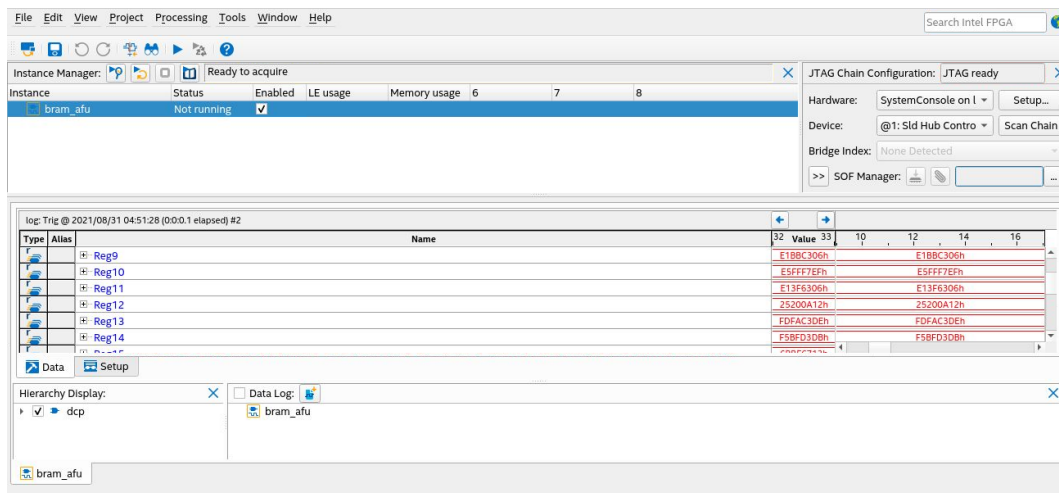 File Edit View Project Processing Tools Window Help
Search Intel FPGA
Instance Manager: Ready to acquire
JTAG Chain Configuration: JTAG ready
Instance Status Enabled LE usage Memory usage 6 7 8
bram_afu Not running
Hardware: SystemConsole on l Setup...
Device: @1: Sld Hub Contro Scan Chain
Bridge Index: None Detected
>> SOF Manager: ...
log: Trig @ 2021/08/31 04:51:28 (0:0:0.1 elapsed) #2
Type Alias Name 32 Value 33 10 12 14 16
Reg9 E1BBC306h E1BBC306h
Reg10 E5FFF7EFh E5FFF7EFh
Reg11 E13F6306h E13F6306h
Reg12 25200A12h 25200A12h
Reg13 FDFAC3DEh FDFAC3DEh
Reg14 F5BFD3DBh F5BFD3DBh
Data Setup
Hierarchy Display:
Data Log:
dcp
bram_afu
bram_afu